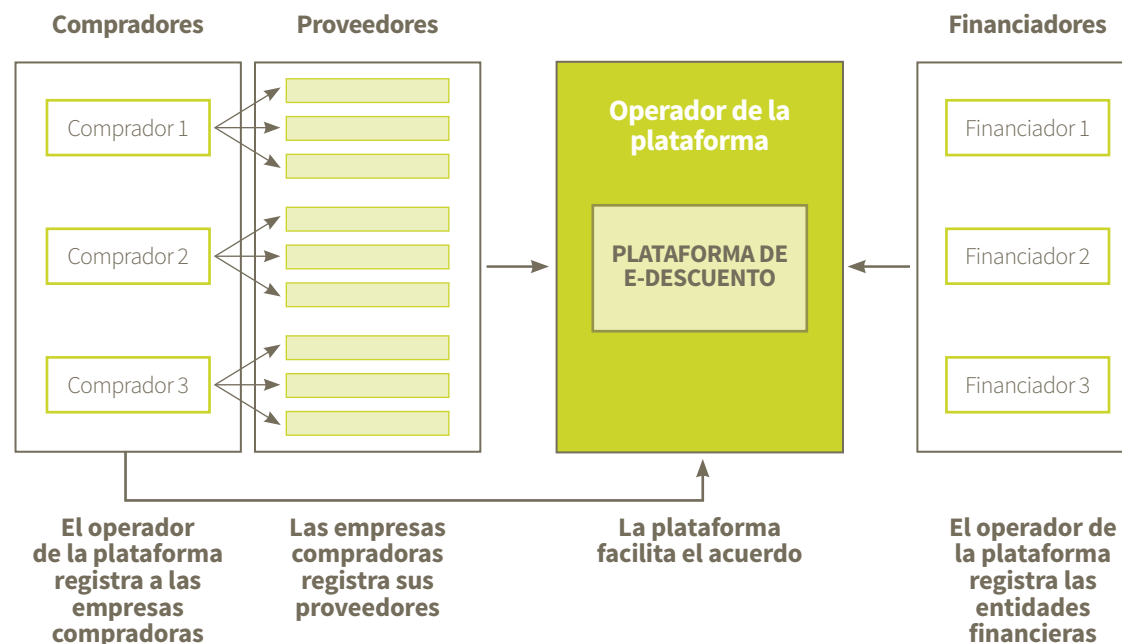 Compradores
Proveedores
Financiadores
Comprador 1
Comprador 2
Comprador 3
Operador de la
plataforma
PLATAFORMA DE
E-DESCUENTO
Financiador 1
Financiador 2
Financiador 3
El operador
de la plataforma
registra a las
empresas
compradoras
Las empresas
compradoras
registra sus
proveedores
La plataforma
facilita el acuerdo
El operador de
la plataforma
registra las
entidades
financieras